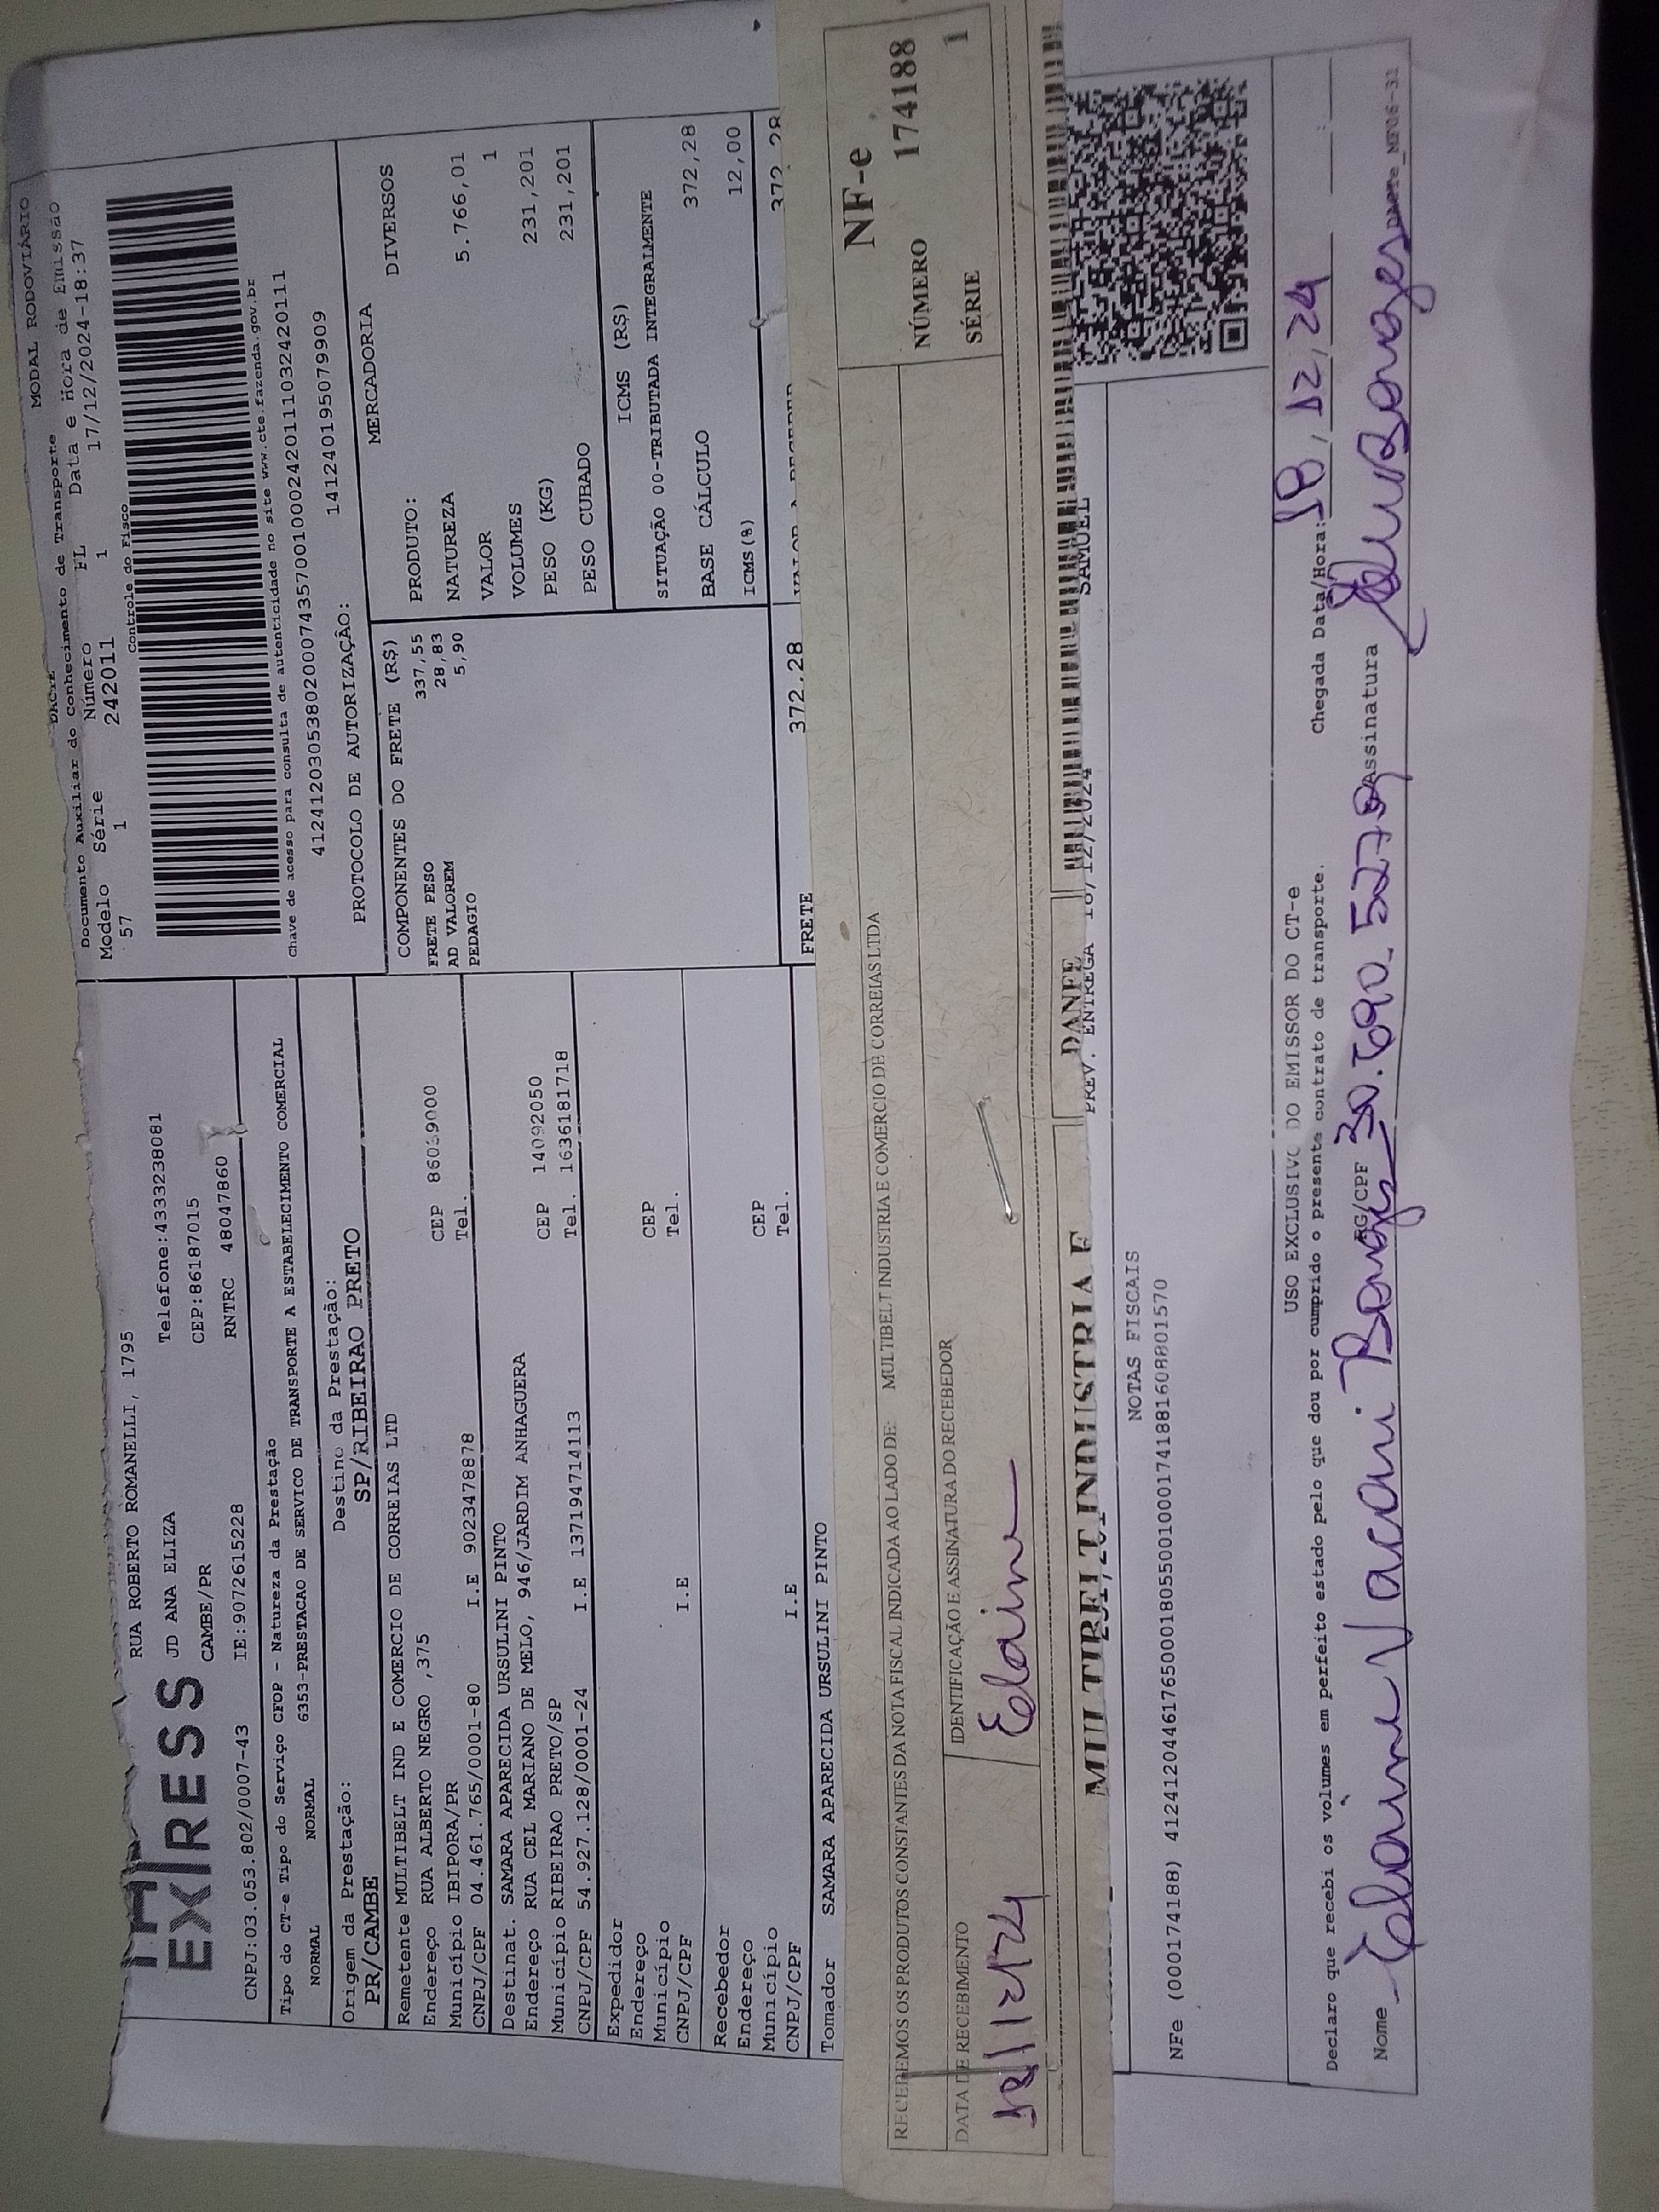 EXPRESS
RUA ROBERTO ROMANELLI, 1795
JD ANA ELIZA
Telefone:4333238081
CAMBE/PR
CEP:86187015
CNPJ:03.053.802/0007-43
IE:9072615228
RNTRC 48047860
DACTE
MODAL RODOVIÁRIO
Documento Auxiliar do Conhecimento de Transporte
Modelo Série Número FL Data e Hora de Emissão
57 1 242011 1 17/12/2024-18:37
Controle do Fisco
Chave de acesso para consulta de autenticidade no site www.cte.fazenda.gov.br
41241203053802000743570010002420111103242011
PROTOCOLO DE AUTORIZAÇÃO: 141240195079909
Tipo do CT-e Tipo do Serviço CFOP - Natureza da Prestação
NORMAL NORMAL 6353-PRESTACAO DE SERVICO DE TRANSPORTE A ESTABELECIMENTO COMERCIAL
Origem da Prestação: Destino da Prestação:
PR/CAMBE SP/RIBEIRAO PRETO
Remetente MULTIBELT IND E COMERCIO DE CORREIAS LTD
Endereço RUA ALBERTO NEGRO ,375
Município IBIPORA/PR CEP 86039000
CNPJ/CPF 04.461.765/0001-80 I.E 9023478878 Tel.
Destinat. SAMARA APARECIDA URSULINI PINTO
Endereço RUA CEL MARIANO DE MELO, 946/JARDIM ANHAGUERA
Município RIBEIRAO PRETO/SP CEP 14092050
CNPJ/CPF 54.927.128/0001-24 I.E 137194714113 Tel. 1636181718
Expedidor
Endereço
Município CEP
CNPJ/CPF I.E Tel.
Recebedor
Endereço
Município CEP
CNPJ/CPF I.E Tel.
Tomador SAMARA APARECIDA URSULINI PINTO
COMPONENTES DO FRETE (R$)
FRETE PESO 337,55
AD VALOREM 28,83
PEDAGIO 5,90
FRETE 372,28
MERCADORIA
PRODUTO:
NATUREZA DIVERSOS
VALOR 5.766,01
VOLUMES 1
PESO (KG) 231,201
PESO CUBADO 231,201
ICMS (R$)
SITUAÇÃO 00-TRIBUTADA INTEGRALMENTE
BASE CÁLCULO 372,28
ICMS(%) 12,00
372,28
RECEBEMOS OS PRODUTOS CONSTANTES DA NOTA FISCAL INDICADA AO LADO DE: MULTIBELT INDUSTRIA E COMERCIO DE CORREIAS LTDA
DATA DE RECEBIMENTO
IDENTIFICAÇÃO E ASSINATURA DO RECEBEDOR
Elaine
NF-e
NÚMERO 174188
SÉRIE 1
MULTIBELT INDUSTRIA E
DANFE
PREV. ENTREGA
SAMUEL
NOTAS FISCAIS
NFe (000174188) 41241204461765000180550010001741881608801570
USO EXCLUSIVO DO EMISSOR DO CT-e
Declaro que recebi os volumes em perfeito estado pelo que dou por cumprido o presente contrato de transporte.
Chegada Data/Hora: 18/12/24
Nome Elaine
RG/CPF
Assinatura